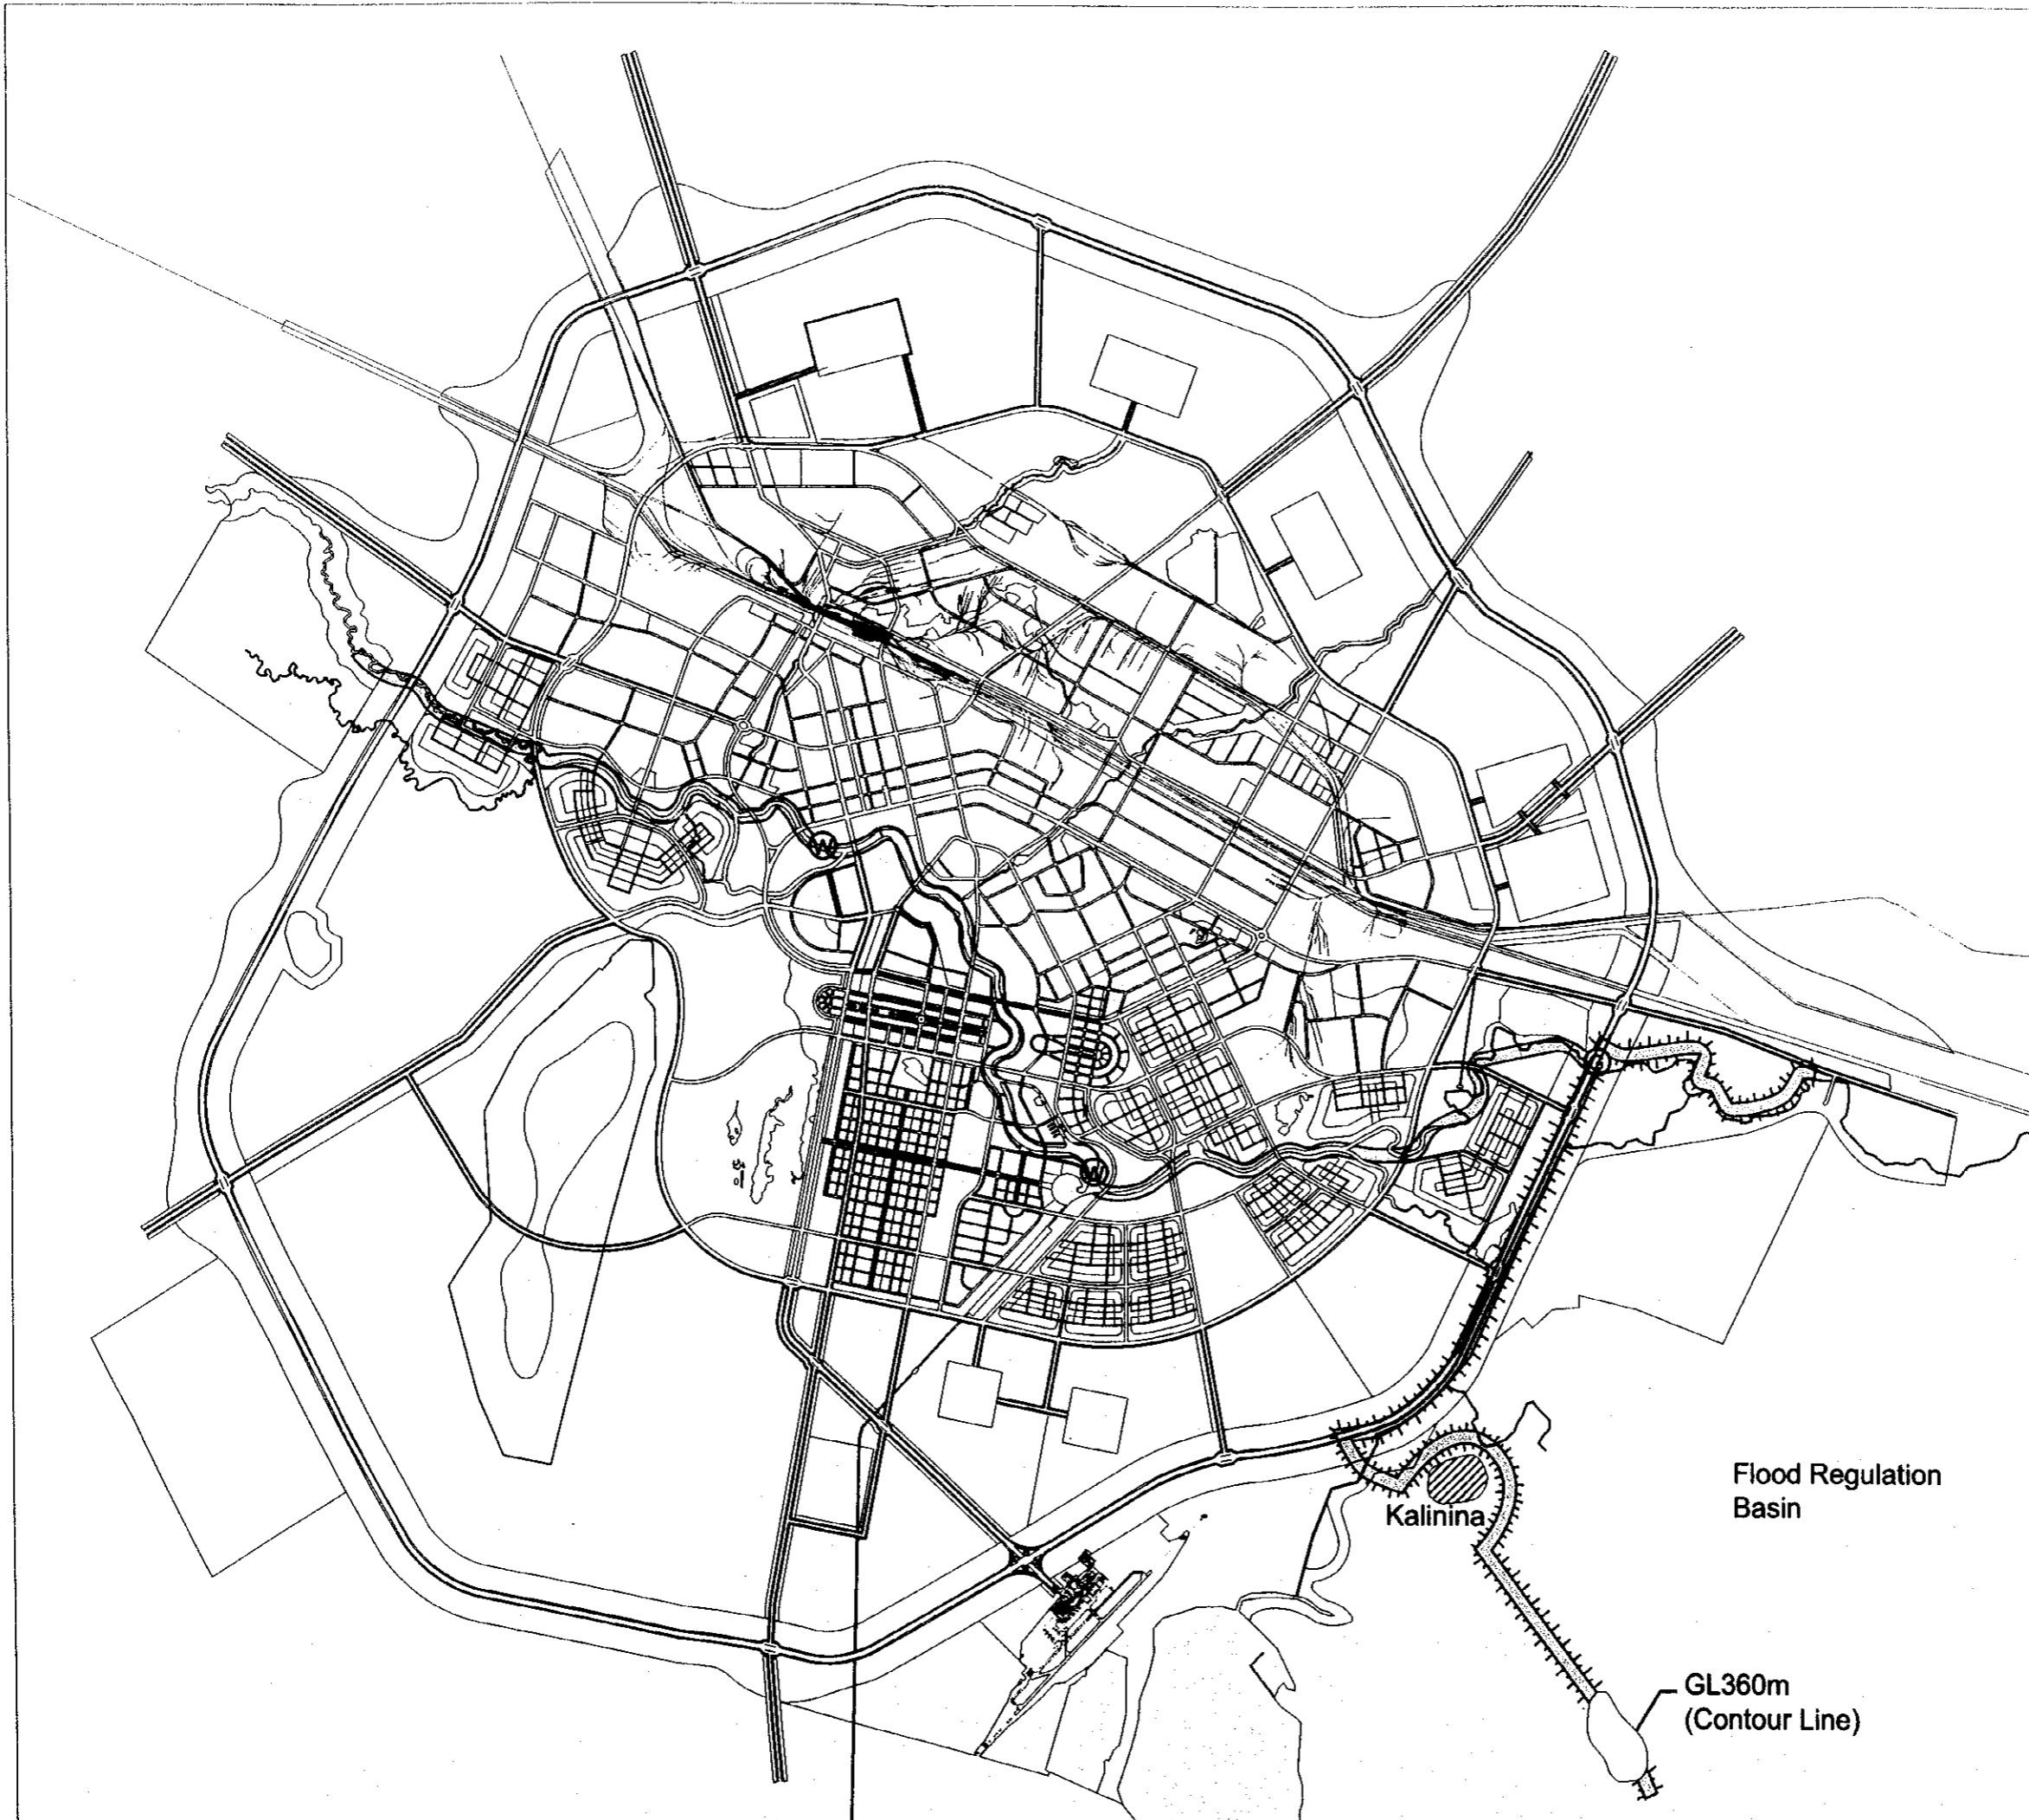 W
W
Kalinina
Flood Regulation
Basin
GL360m
(Contour Line)